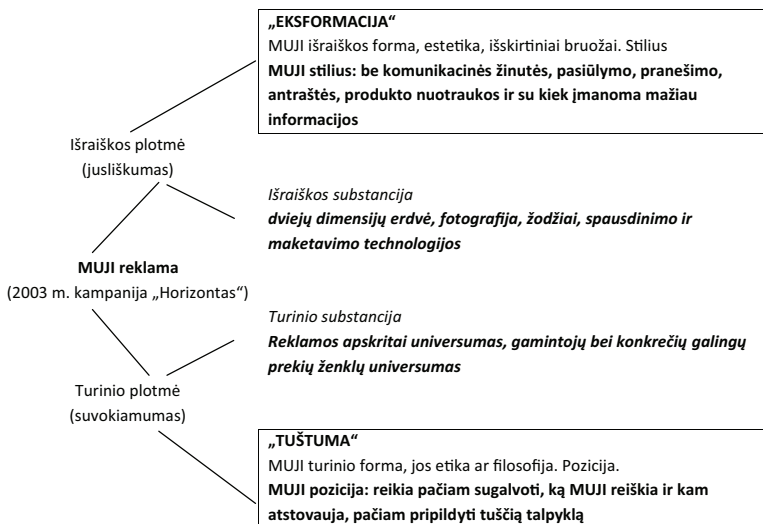 „EKSFORMACIJA“
MUJI išraiškos forma, estetika, išskirtiniai bruožai. Stilius
MUJI stilius: be komunikacinės žinutės, pasiūlymo, pranešimo,
antraštės, produkto nuotraukos ir su kiek įmanoma mažiau
informacijos
Išraiškos plotmė
(jusliškumas)
Išraiškos substancija
dviejų dimensijų erdvė, fotografija, žodžiai, spausdinimo ir
maketavimo technologijos
MUJI reklama
(2003 m. kampanija „Horizontas“)
Turinio substancija
Reklamos apskritai universumas, gamintojų bei konkrečių galingų
prekių ženklų universumas
Turinio plotmė
(suvokiamumas)
„TUŠTUMA“
MUJI turinio forma, jos etika ar filosofija. Pozicija.
MUJI pozicija: reikia pačiam sugalvoti, ką MUJI reiškia ir kam
atstovauja, pačiam pripildyti tuščią talpyklą